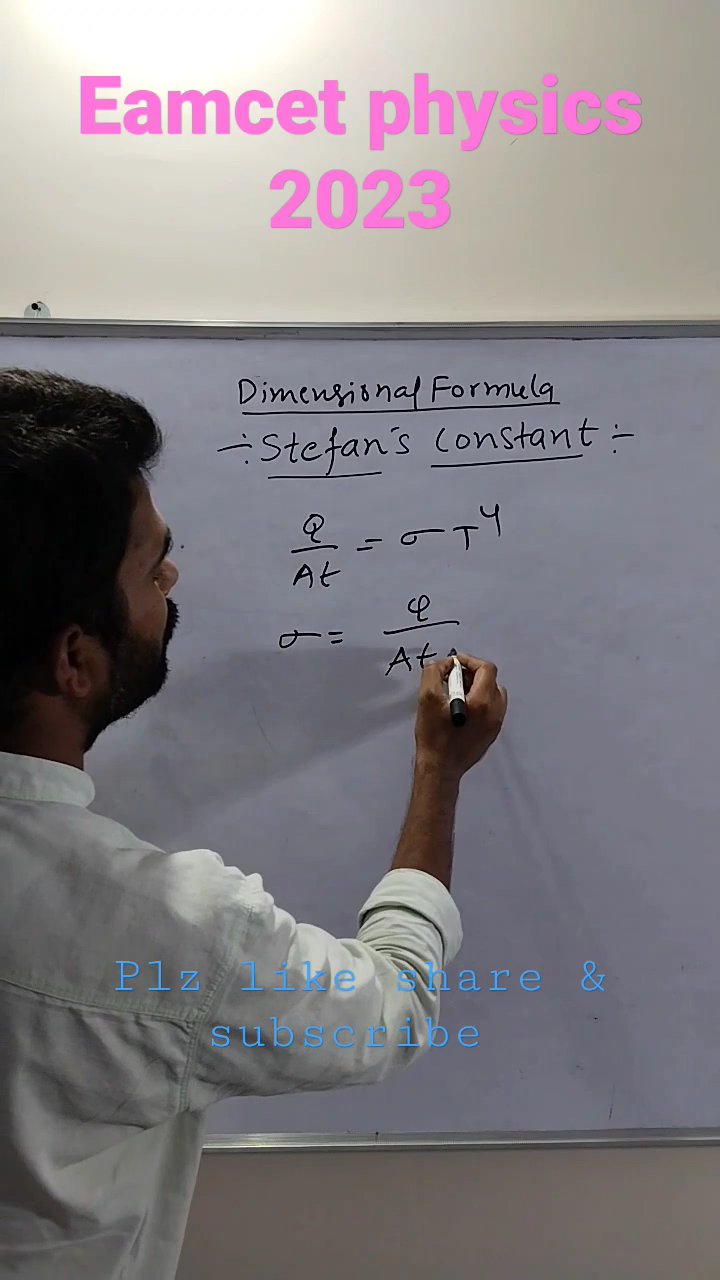 Eamcet physics
2023
Dimensional Formula
÷ Stefan's constant ÷
Q/At = σT⁴
σ = Q/At
Plz like share &
subscribe